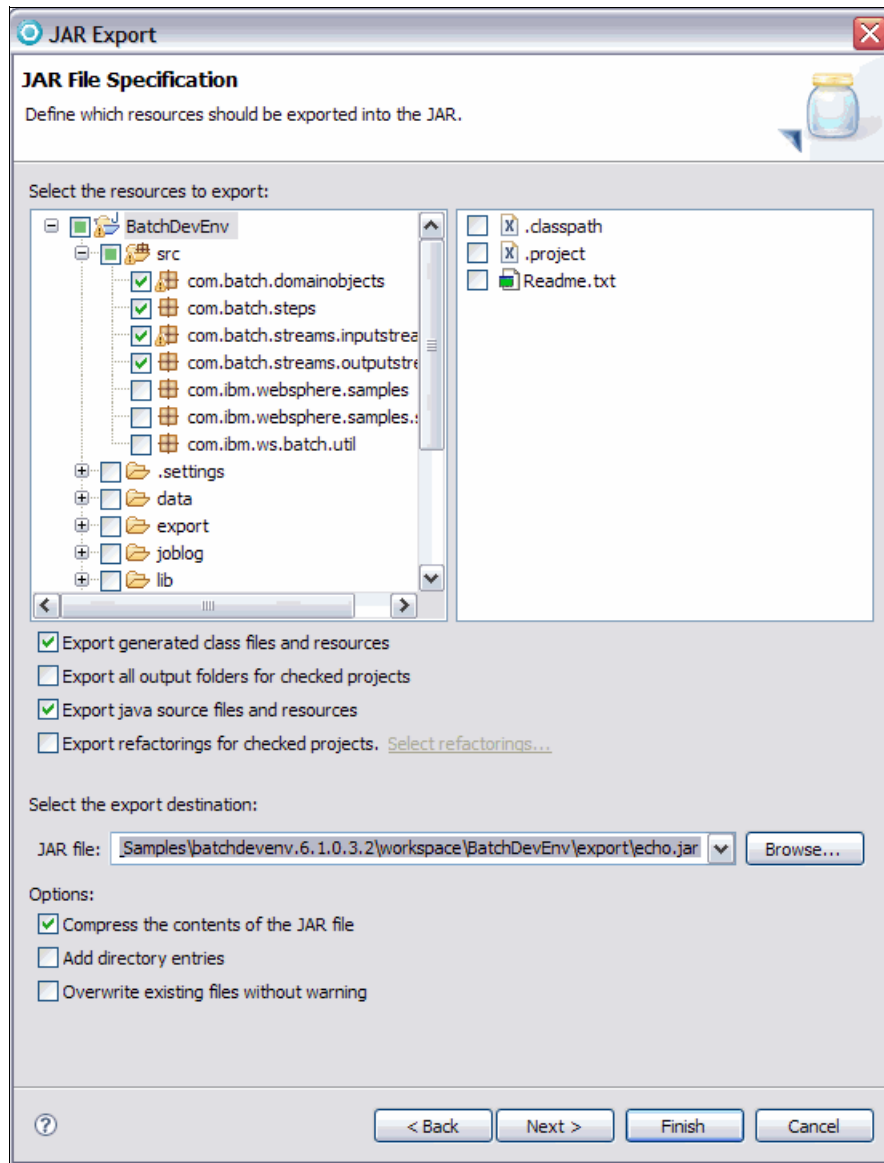 JAR Export
JAR File Specification
Define which resources should be exported into the JAR.
Select the resources to export:
BatchDevEnv
src
com.batch.domainobjects
com.batch.steps
com.batch.streams.inputstrea
com.batch.streams.outputstre
com.ibm.websphere.samples
com.ibm.websphere.samples.s
com.ibm.ws.batch.util
.settings
data
export
joblog
lib
.classpath
.project
Readme.txt
Export generated class files and resources
Export all output folders for checked projects
Export java source files and resources
Export refactorings for checked projects. Select refactorings...
Select the export destination:
JAR file: _Samples\batchdevenv.6.1.0.3.2\workspace\BatchDevEnv\export\echo.jar Browse...
Options:
Compress the contents of the JAR file
Add directory entries
Overwrite existing files without warning
? < Back Next > Finish Cancel